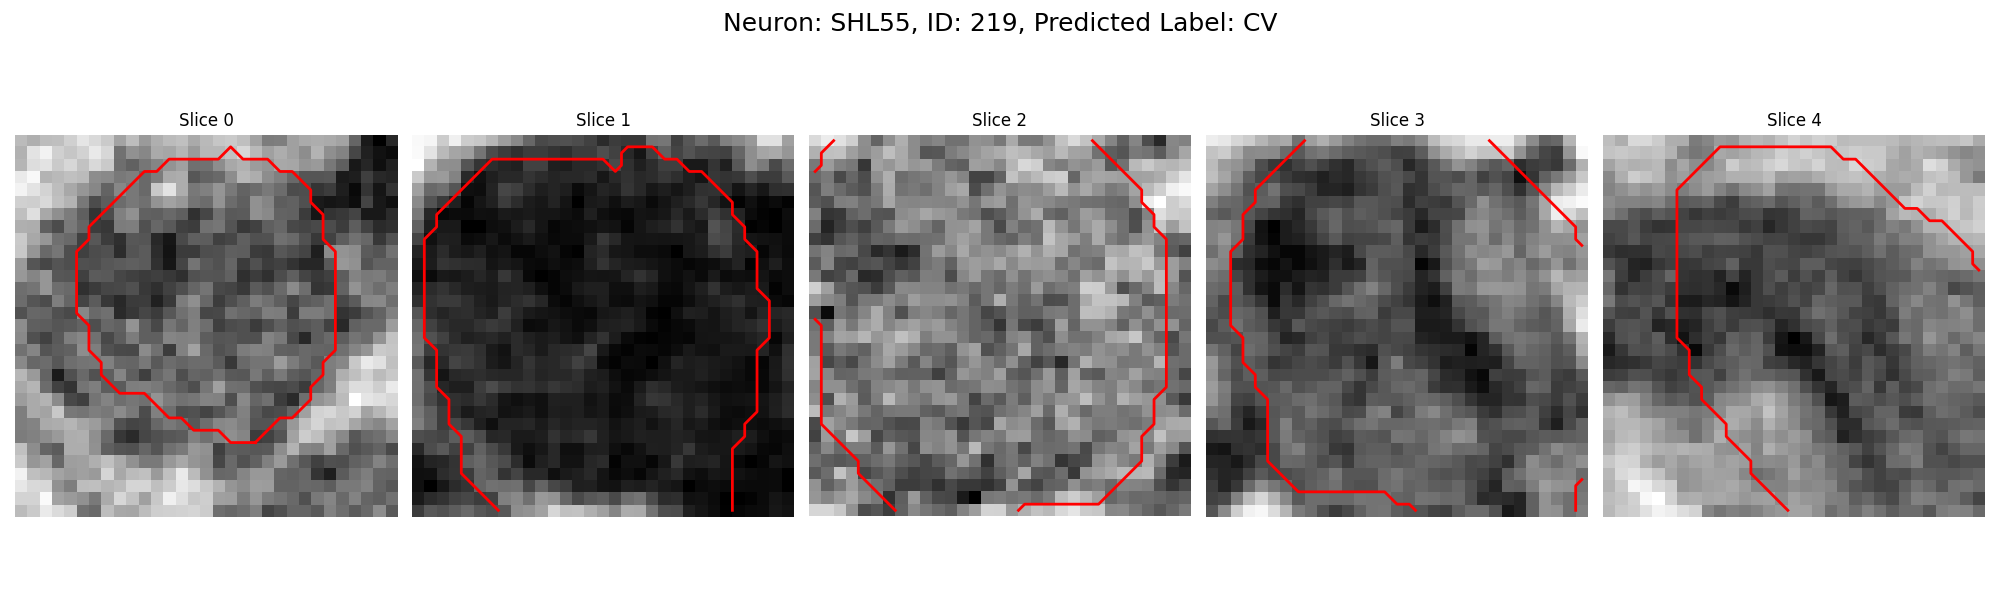 Neuron: SHL55, ID: 219, Predicted Label: CV
Slice 0
Slice 1
Slice 2
Slice 3
Slice 4